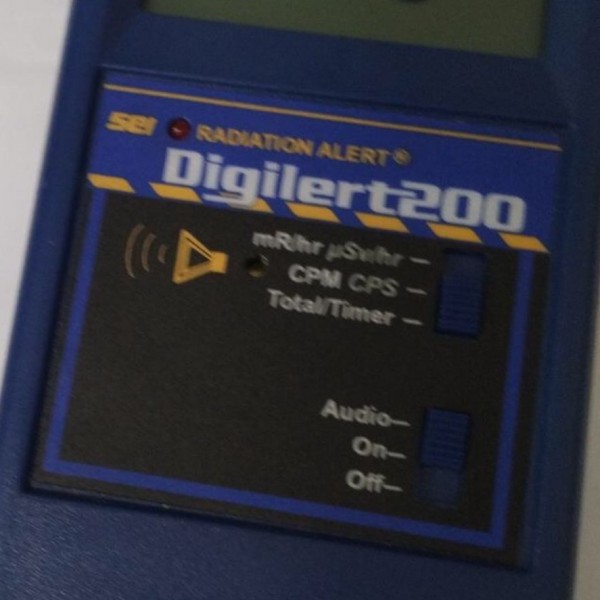 SEI RADIATION ALERT®
Digilert200
mR/hr µSv/hr –
CPM CPS –
Total/Timer –
Audio–
On–
Off–